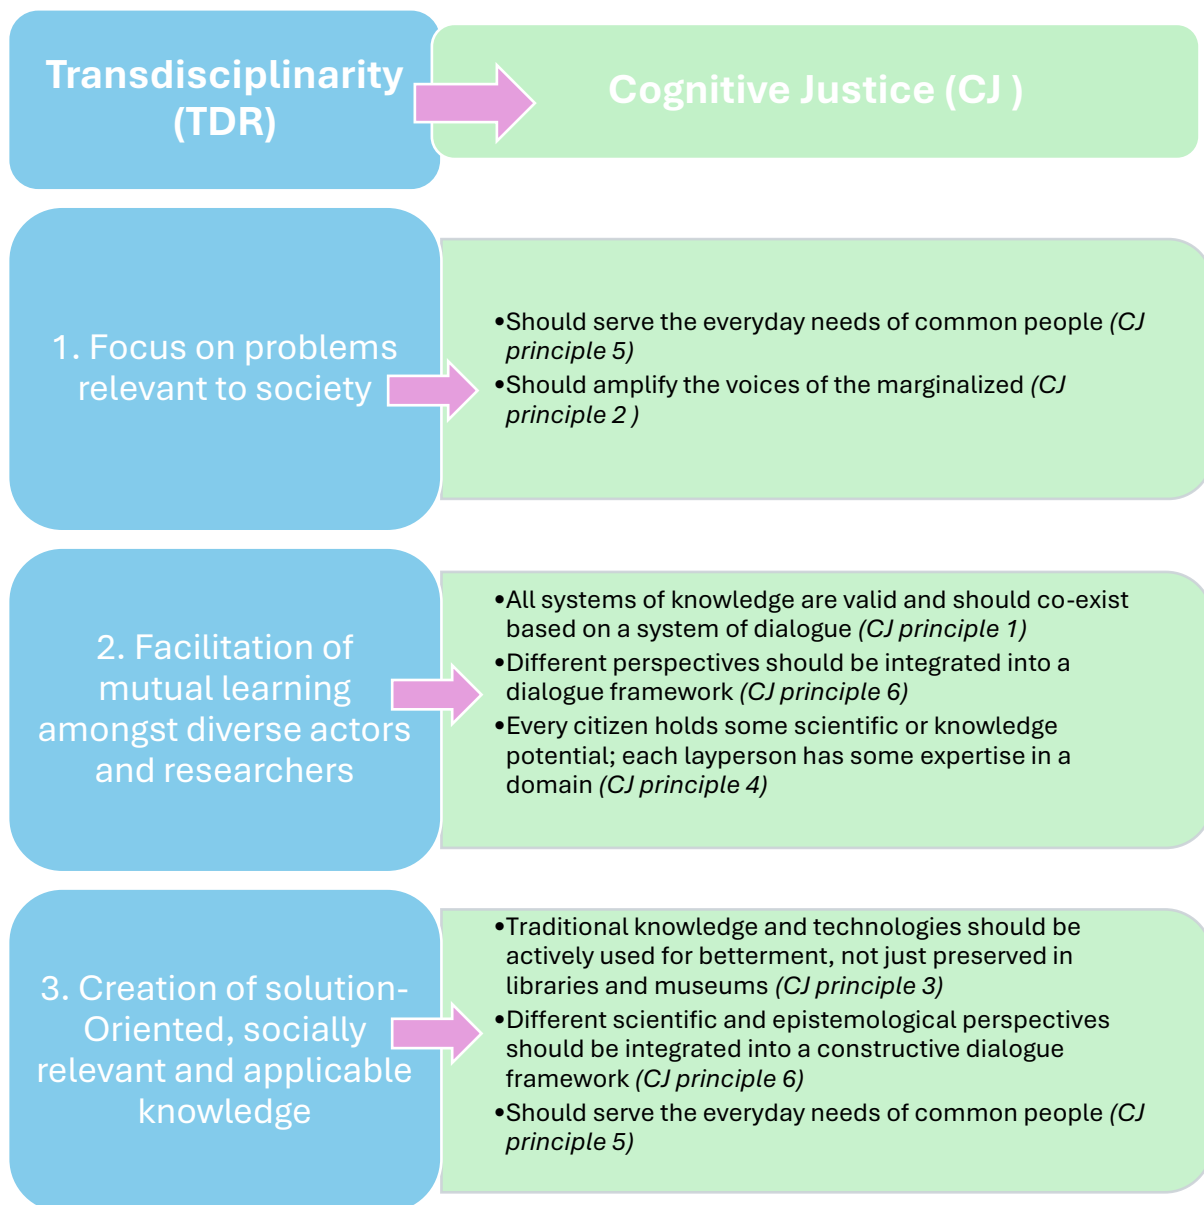 Transdisciplinarity
(TDR)
Cognitive Justice (CJ )
1. Focus on problems
relevant to society
•Should serve the everyday needs of common people (CJ
principle 5)
•Should amplify the voices of the marginalized (CJ
principle 2 )
2. Facilitation of
mutual learning
amongst diverse actors
and researchers
•All systems of knowledge are valid and should co-exist
based on a system of dialogue (CJ principle 1)
•Different perspectives should be integrated into a
dialogue framework (CJ principle 6)
•Every citizen holds some scientific or knowledge
potential; each layperson has some expertise in a
domain (CJ principle 4)
3. Creation of solution-
Oriented, socially
relevant and applicable
knowledge
•Traditional knowledge and technologies should be
actively used for betterment, not just preserved in
libraries and museums (CJ principle 3)
•Different scientific and epistemological perspectives
should be integrated into a constructive dialogue
framework (CJ principle 6)
•Should serve the everyday needs of common people (CJ
principle 5)